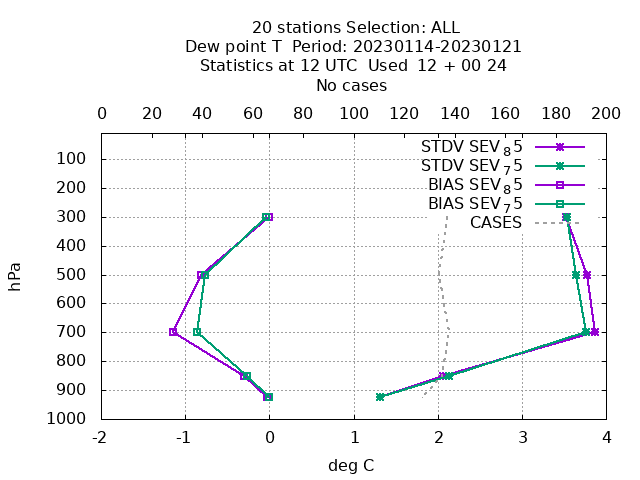 20 stations Selection: ALL
Dew point T  Period: 20230114-20230121
Statistics at 12 UTC  Used  12 + 00 24
No cases
0 20 40 60 80 100 120 140 160 180 200
STDV SEV₈5
STDV SEV₇5
BIAS SEV₈5
BIAS SEV₇5
CASES
100
200
300
400
500
600
700
800
900
1000
hPa
-2 -1 0 1 2 3 4
deg C